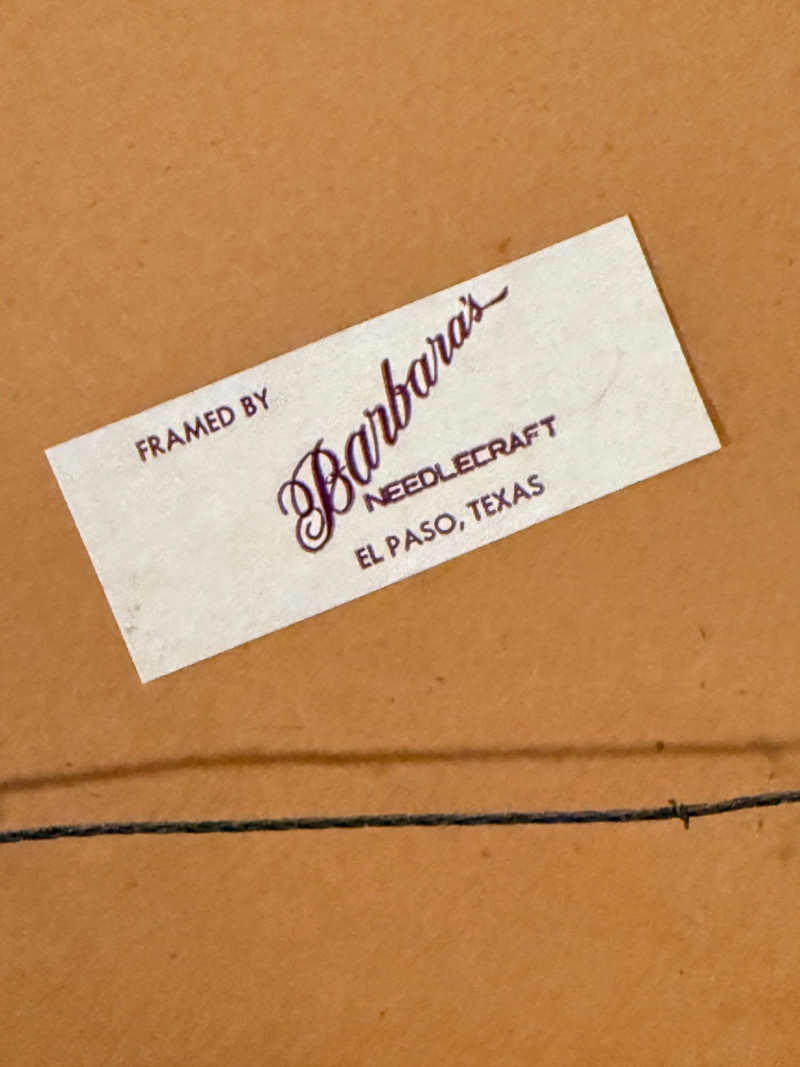 FRAMED BY
Barbara's
NEEDLECRAFT
EL PASO, TEXAS